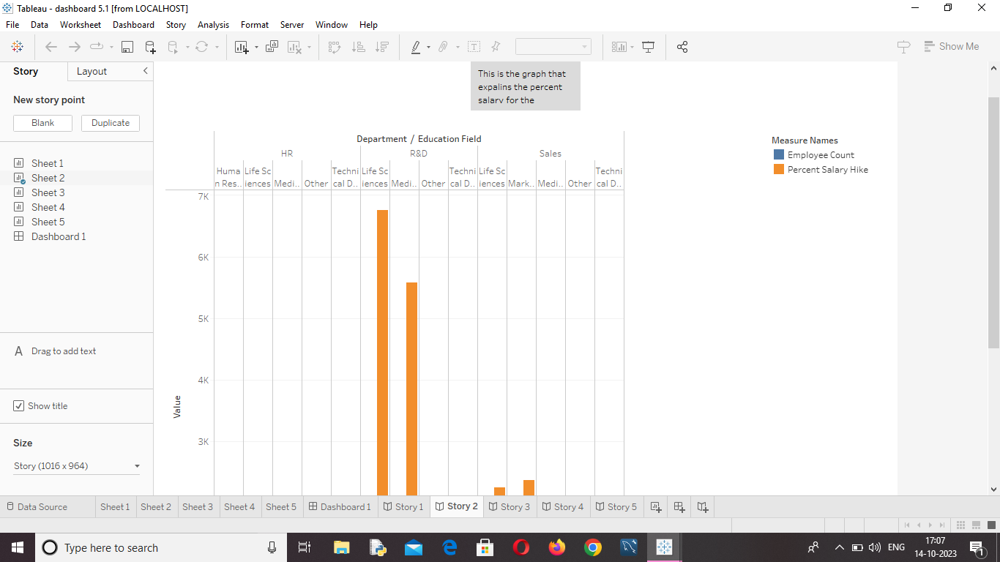 Tableau - dashboard 5.1 [from LOCALHOST]
File Data Worksheet Dashboard Story Analysis Format Server Window Help
Show Me
Story Layout
New story point
Blank Duplicate
Sheet 1
Sheet 2
Sheet 3
Sheet 4
Sheet 5
Dashboard 1
A Drag to add text
Show title
Size
Story (1016 x 964)
This is the graph that
expalins the percent
salary for the
Department / Education Field
HR R&D Sales
Huma Life Sc Techni Life Sc Techni Life Sc Techni
n Res.. iences Medi.. Other cal D.. iences Medi.. Other cal D.. iences Mark.. Medi.. Other cal D..
7K
6K
5K
4K
3K
Value
Measure Names
Employee Count
Percent Salary Hike
Data Source Sheet 1 Sheet 2 Sheet 3 Sheet 4 Sheet 5 Dashboard 1 Story 1 Story 2 Story 3 Story 4 Story 5
Type here to search
ENG
17:07
14-10-2023
1